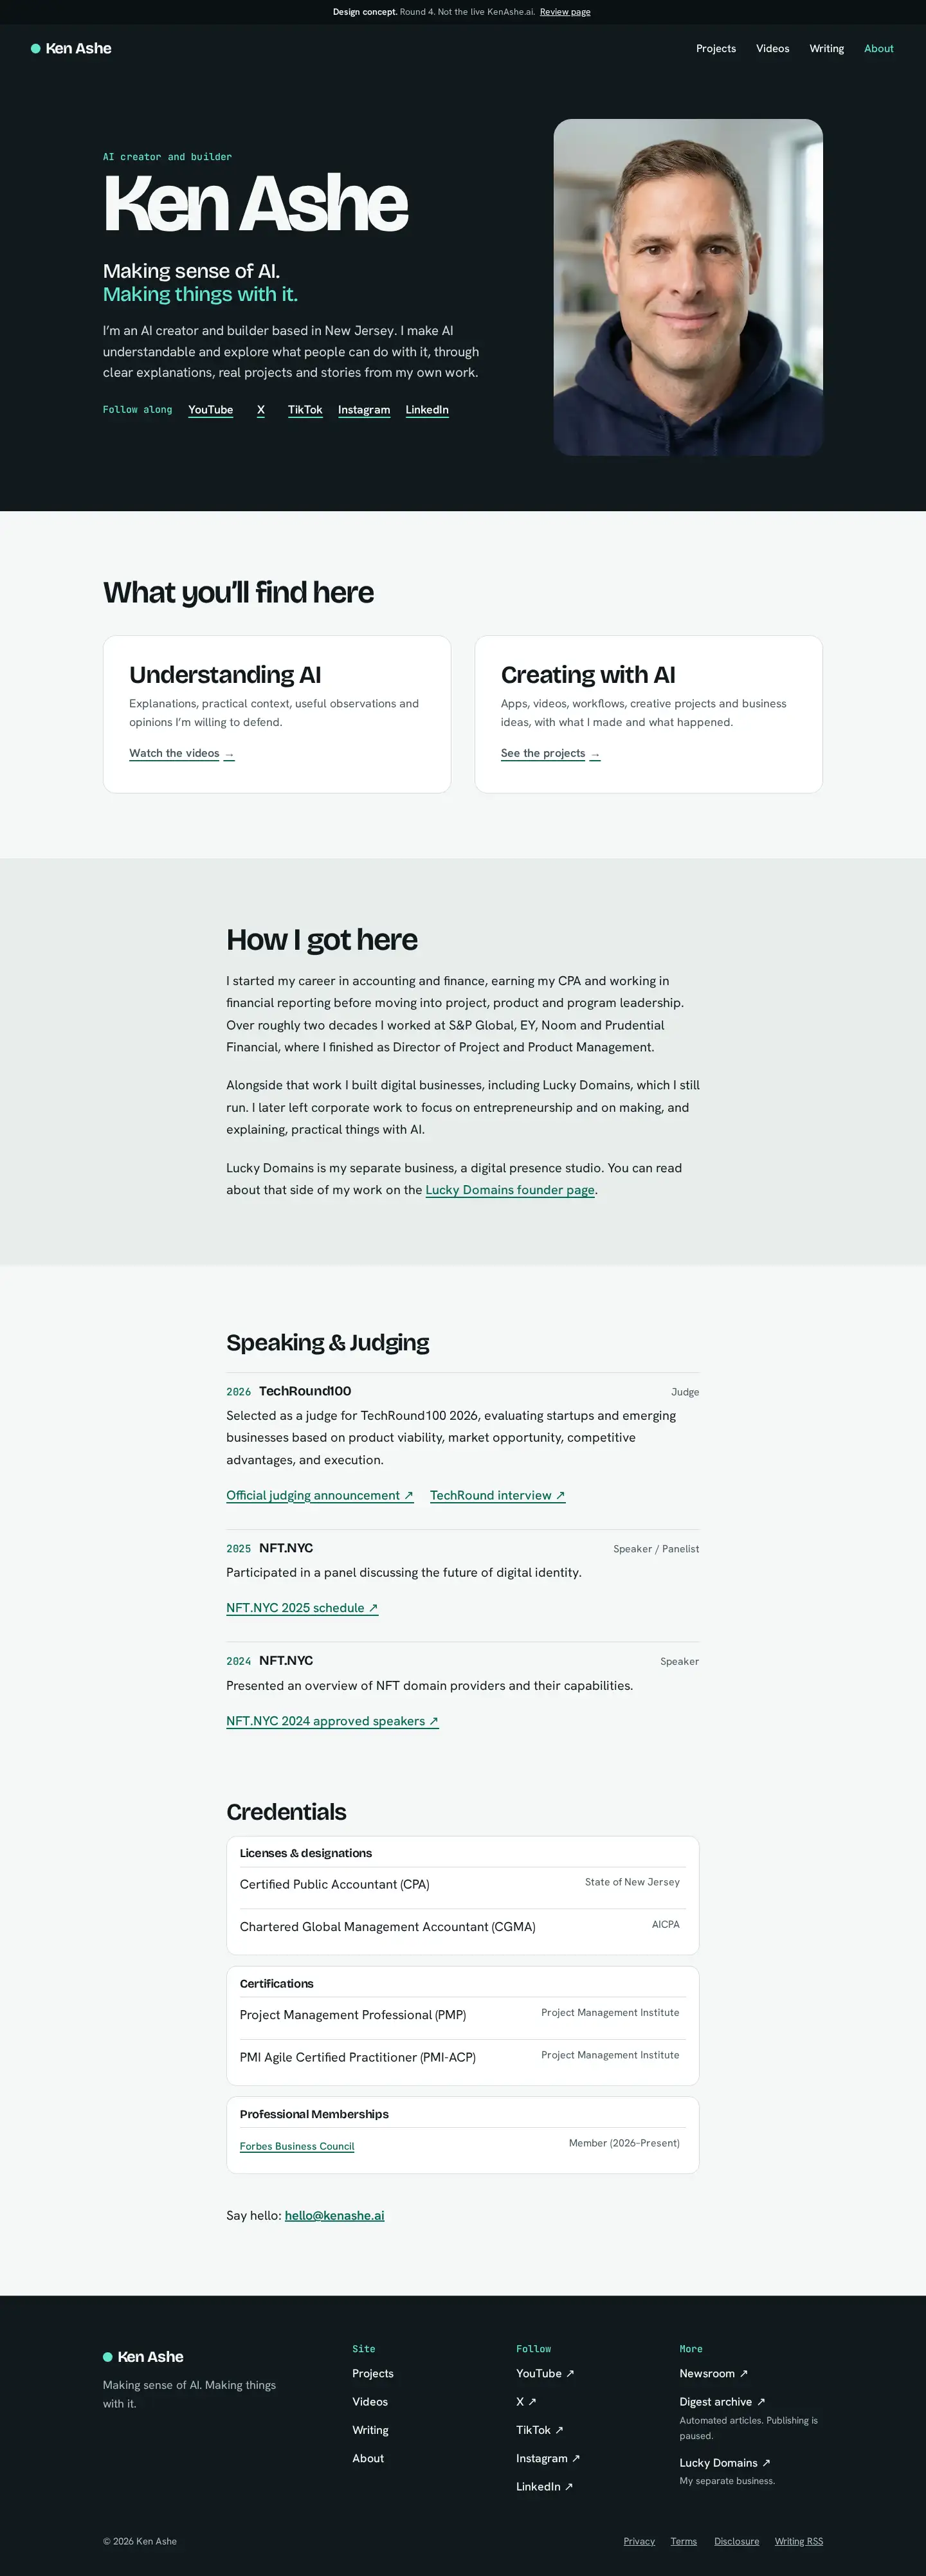 Design concept. Round 4. Not the live KenAshe.ai. Review page
Ken Ashe
Projects Videos Writing About
AI creator and builder
Ken Ashe
Making sense of AI.
Making things with it.
I’m an AI creator and builder based in New Jersey. I make AI
understandable and explore what people can do with it, through
clear explanations, real projects and stories from my own work.
Follow along YouTube X TikTok Instagram LinkedIn
What you’ll find here
Understanding AI
Explanations, practical context, useful observations and
opinions I’m willing to defend.
Watch the videos →
Creating with AI
Apps, videos, workflows, creative projects and business
ideas, with what I made and what happened.
See the projects →
How I got here
I started my career in accounting and finance, earning my CPA and working in
financial reporting before moving into project, product and program leadership.
Over roughly two decades I worked at S&P Global, EY, Noom and Prudential
Financial, where I finished as Director of Project and Product Management.
Alongside that work I built digital businesses, including Lucky Domains, which I still
run. I later left corporate work to focus on entrepreneurship and on making, and
explaining, practical things with AI.
Lucky Domains is my separate business, a digital presence studio. You can read
about that side of my work on the Lucky Domains founder page.
Speaking & Judging
2026 TechRound100 Judge
Selected as a judge for TechRound100 2026, evaluating startups and emerging
businesses based on product viability, market opportunity, competitive
advantages, and execution.
Official judging announcement ↗ TechRound interview ↗
2025 NFT.NYC Speaker / Panelist
Participated in a panel discussing the future of digital identity.
NFT.NYC 2025 schedule ↗
2024 NFT.NYC Speaker
Presented an overview of NFT domain providers and their capabilities.
NFT.NYC 2024 approved speakers ↗
Credentials
Licenses & designations
Certified Public Accountant (CPA) State of New Jersey
Chartered Global Management Accountant (CGMA) AICPA
Certifications
Project Management Professional (PMP) Project Management Institute
PMI Agile Certified Practitioner (PMI-ACP) Project Management Institute
Professional Memberships
Forbes Business Council Member (2026–Present)
Say hello: hello@kenashe.ai
Ken Ashe
Making sense of AI. Making things
with it.
Site
Projects
Videos
Writing
About
Follow
YouTube ↗
X ↗
TikTok ↗
Instagram ↗
LinkedIn ↗
More
Newsroom ↗
Digest archive ↗
Automated articles. Publishing is
paused.
Lucky Domains ↗
My separate business.
© 2026 Ken Ashe
Privacy Terms Disclosure Writing RSS